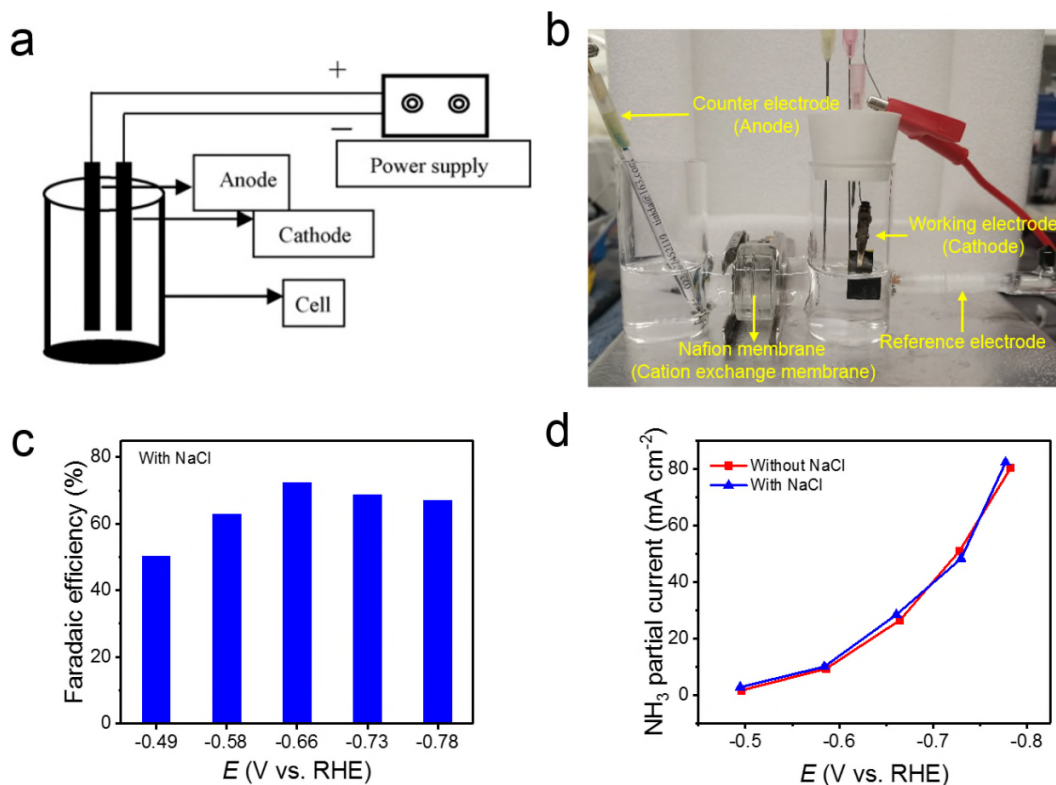 a
+
−
Power supply
Anode
Cathode
Cell
b
Counter electrode
(Anode)
Working electrode
(Cathode)
Reference electrode
Nafion membrane
(Cation exchange membrane)
c
With NaCl
Faradaic efficiency (%)
80
60
40
20
0
-0.49 -0.58 -0.66 -0.73 -0.78
E (V vs. RHE)
d
Without NaCl
With NaCl
NH₃ partial current (mA cm⁻²)
80
60
40
20
0
-0.5 -0.6 -0.7 -0.8
E (V vs. RHE)